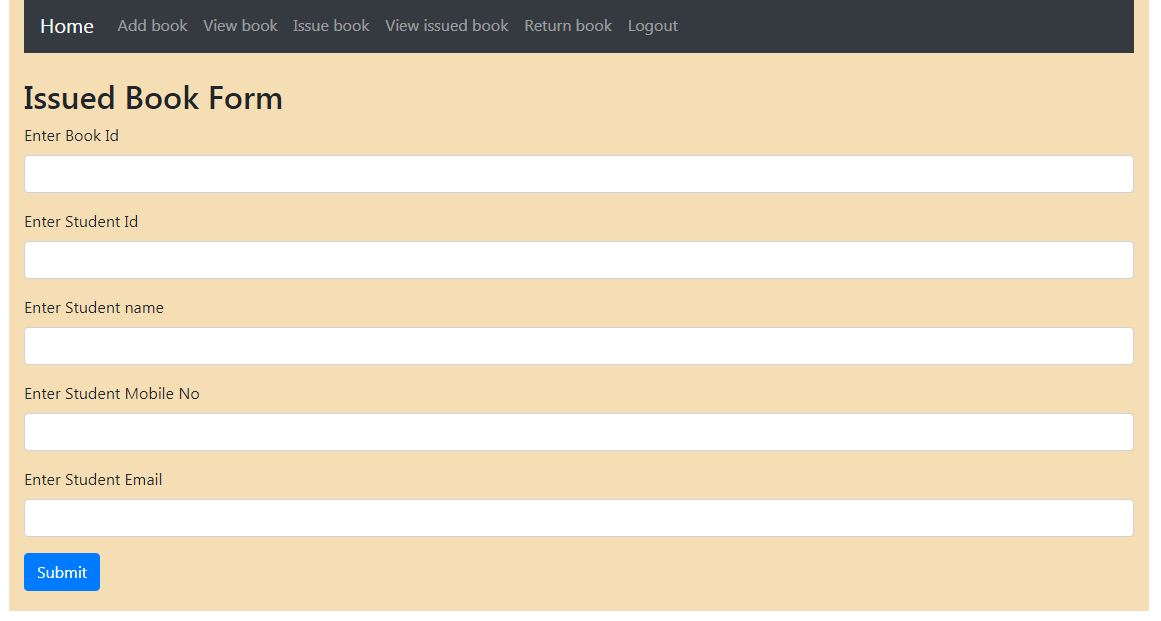 Home Add book View book Issue book View issued book Return book Logout
Issued Book Form
Enter Book Id
Enter Student Id
Enter Student name
Enter Student Mobile No
Enter Student Email
Submit